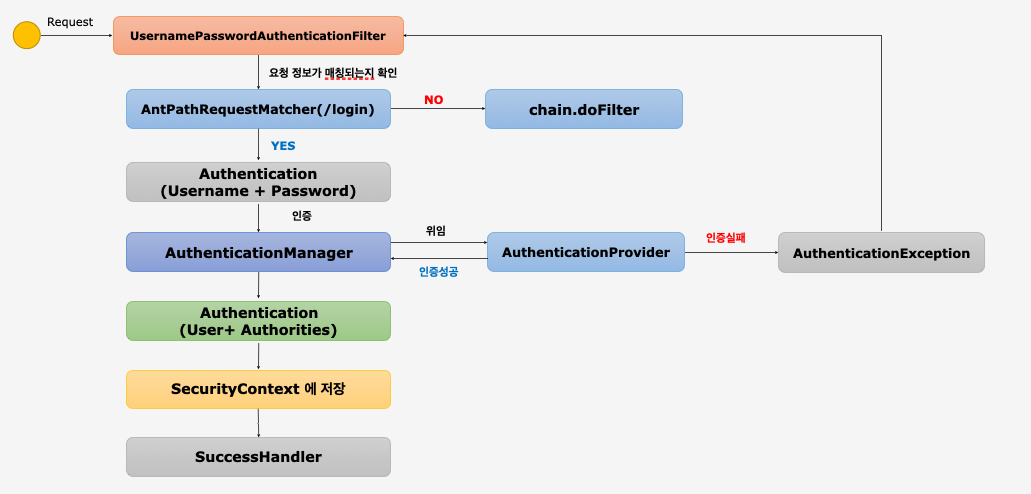 Request
UsernamePasswordAuthenticationFilter
요청 정보가 매칭되는지 확인
AntPathRequestMatcher(/login)
NO
chain.doFilter
YES
Authentication
(Username + Password)
인증
AuthenticationManager
위임
인증성공
AuthenticationProvider
인증실패
AuthenticationException
Authentication
(User+ Authorities)
SecurityContext 에 저장
SuccessHandler